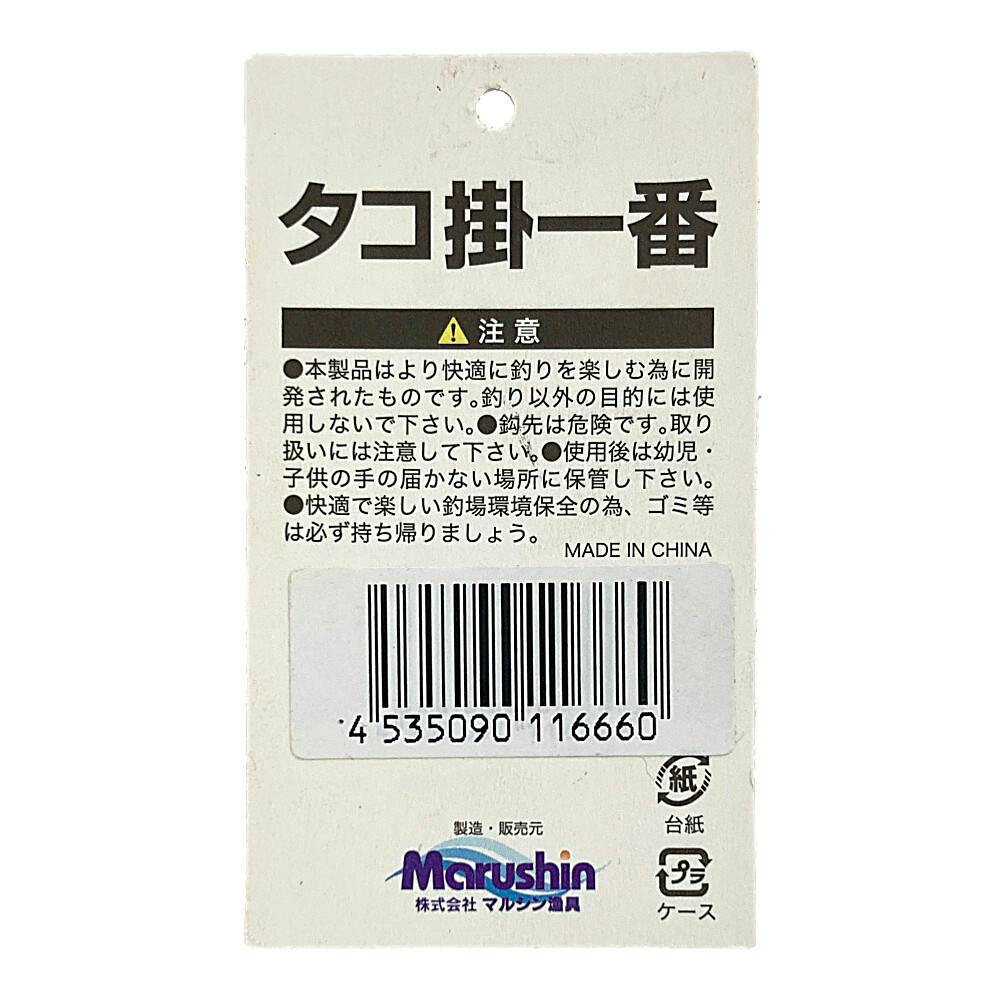 タコ掛一番
注意
●本製品はより快適に釣りを楽しむ為に開
発されたものです。釣り以外の目的には使
用しないで下さい。●鈎先は危険です。取り
扱いには注意して下さい。●使用後は幼児・
子供の手の届かない場所に保管し下さい。
●快適で楽しい釣場環境保全の為、ゴミ等
は必ず持ち帰りましょう。
MADE IN CHINA
4 535090 116660
紙
台紙
製造・販売元
Marushin
株式会社 マルシン漁具
プラ
ケース